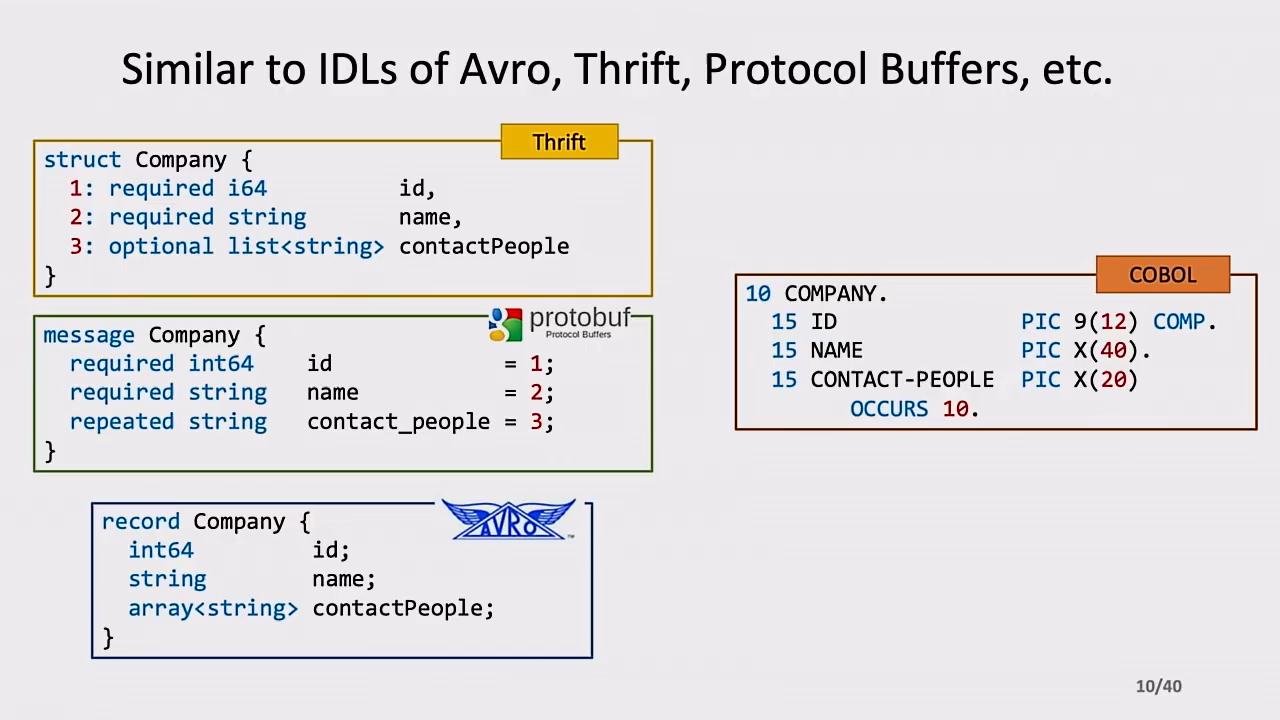 Similar to IDLs of Avro, Thrift, Protocol Buffers, etc.
Thrift
struct Company {
1: required i64 id,
2: required string name,
3: optional list<string> contactPeople
}
protobuf
Protocol Buffers
message Company {
required int64 id = 1;
required string name = 2;
repeated string contact_people = 3;
}
AVRO
record Company {
int64 id;
string name;
array<string> contactPeople;
}
COBOL
10 COMPANY.
15 ID PIC 9(12) COMP.
15 NAME PIC X(40).
15 CONTACT-PEOPLE PIC X(20)
OCCURS 10.
10/40